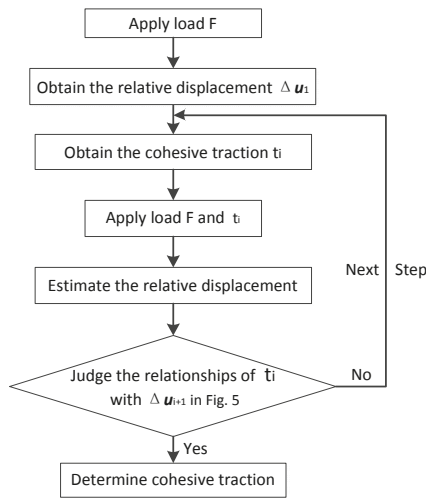 Apply load F
Obtain the relative displacement Δu₁
Obtain the cohesive traction tᵢ
Apply load F and tᵢ
Estimate the relative displacement
Next Step
Judge the relationships of tᵢ
with Δuᵢ₊₁ in Fig. 5
No
Yes
Determine cohesive traction